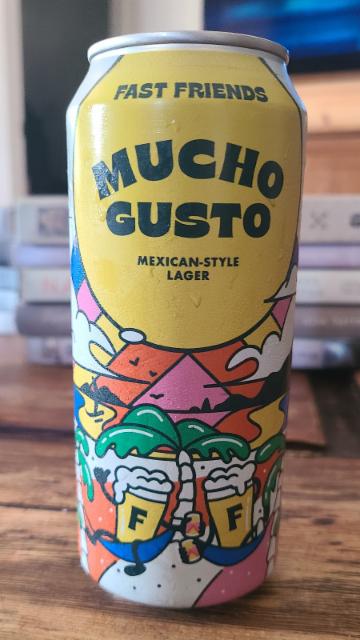 FAST FRIENDS
MUCHO
GUSTO
MEXICAN-STYLE
LAGER
F F